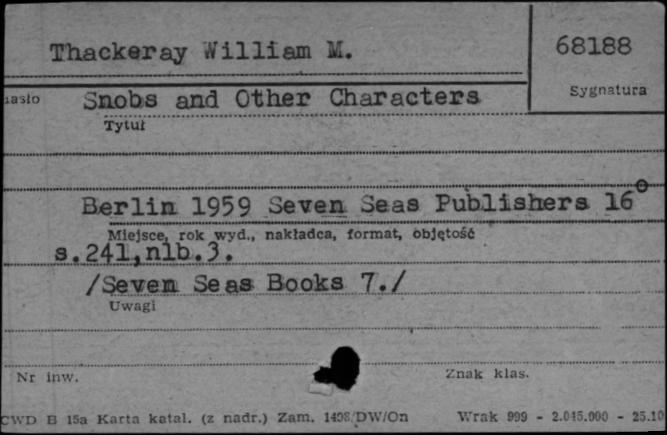 Thackeray William M.
68188
Sygnatura
Snobs and Other Characters
Tytuł
Berlin 1959 Seven Seas Publishers 16°
Miejsce, rok wyd., nakładca, format, objętość
s.241,nlb.3.
/Seven Seas Books 7./
Uwagi
Nr inw.
Znak klas.
CWD B 15a Karta katal. (z nadr.) Zam. 1498/DW/On Wrak 999 - 2.045.000 - 25.10